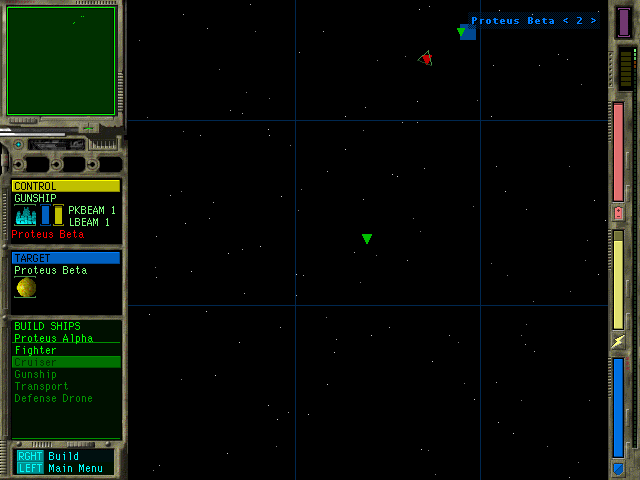 Proteus Beta < 2 >
CONTROL
GUNSHIP
PKBEAM 1
LBEAM 1
Proteus Beta
TARGET
Proteus Beta
BUILD SHIPS
Proteus Alpha
Fighter
Cruiser
Gunship
Transport
Defense Drone
RGHT Build
LEFT Main Menu